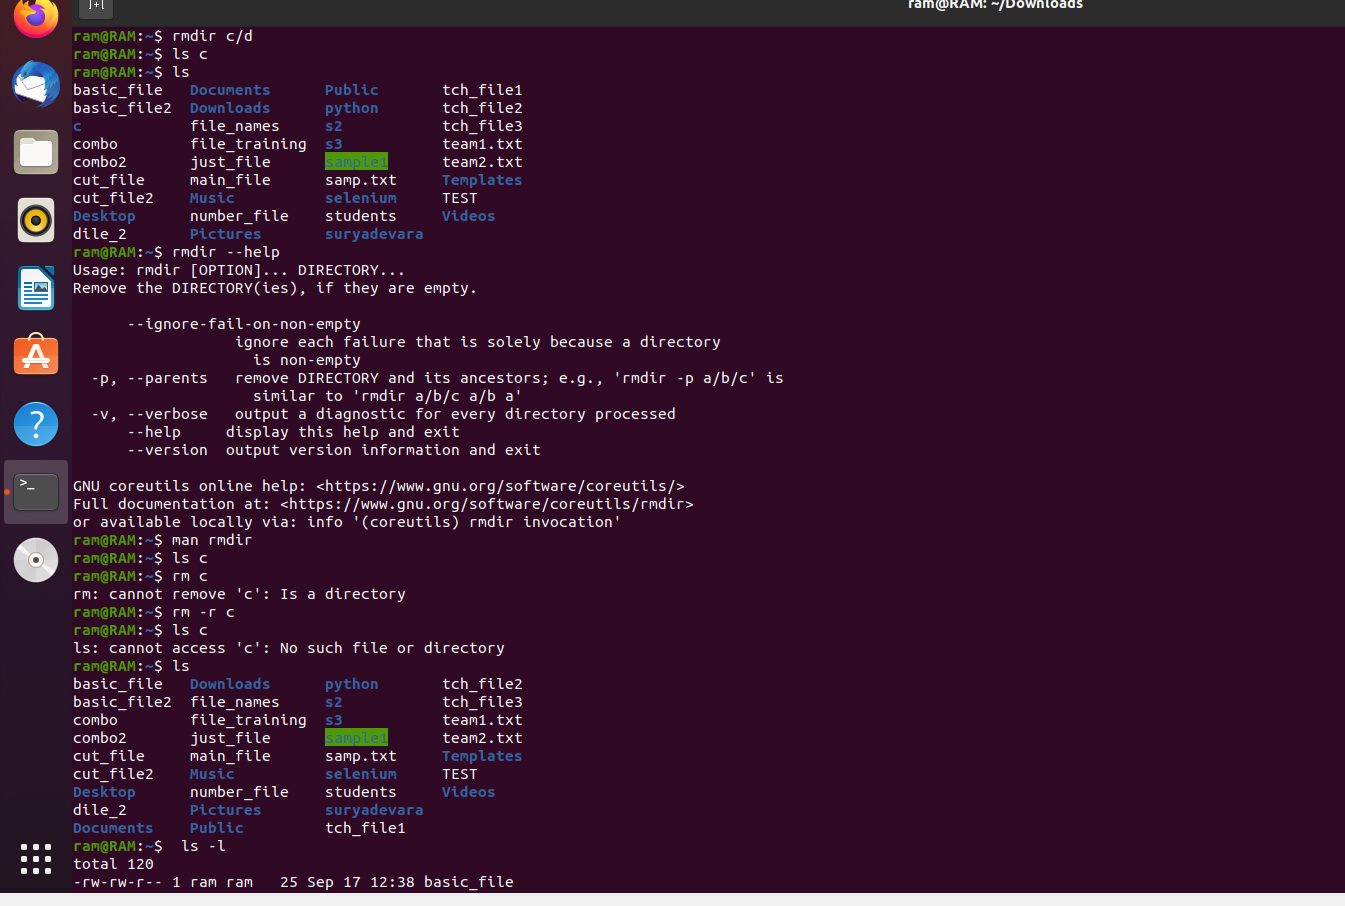 ram@RAM: ~/Downloads
ram@RAM:~$ rmdir c/d
ram@RAM:~$ ls c
ram@RAM:~$ ls
basic_file   Documents      Public       tch_file1
basic_file2  Downloads      python       tch_file2
c            file_names     s2           tch_file3
combo        file_training  s3           team1.txt
combo2       just_file      sample1      team2.txt
cut_file     main_file      samp.txt     Templates
cut_file2    Music          selenium     TEST
Desktop      number_file    students     Videos
dile_2       Pictures       suryadevara
ram@RAM:~$ rmdir --help
Usage: rmdir [OPTION]... DIRECTORY...
Remove the DIRECTORY(ies), if they are empty.
      --ignore-fail-on-non-empty
                  ignore each failure that is solely because a directory
                    is non-empty
  -p, --parents   remove DIRECTORY and its ancestors; e.g., 'rmdir -p a/b/c' is
                    similar to 'rmdir a/b/c a/b a'
  -v, --verbose   output a diagnostic for every directory processed
      --help     display this help and exit
      --version  output version information and exit
GNU coreutils online help: <https://www.gnu.org/software/coreutils/>
Full documentation at: <https://www.gnu.org/software/coreutils/rmdir>
or available locally via: info '(coreutils) rmdir invocation'
ram@RAM:~$ man rmdir
ram@RAM:~$ ls c
ram@RAM:~$ rm c
rm: cannot remove 'c': Is a directory
ram@RAM:~$ rm -r c
ram@RAM:~$ ls c
ls: cannot access 'c': No such file or directory
ram@RAM:~$ ls
basic_file   Downloads      python       tch_file2
basic_file2  file_names     s2           tch_file3
combo        file_training  s3           team1.txt
combo2       just_file      sample1      team2.txt
cut_file     main_file      samp.txt     Templates
cut_file2    Music          selenium     TEST
Desktop      number_file    students     Videos
dile_2       Pictures       suryadevara
Documents    Public         tch_file1
ram@RAM:~$  ls -l
total 120
-rw-rw-r-- 1 ram ram   25 Sep 17 12:38 basic_file